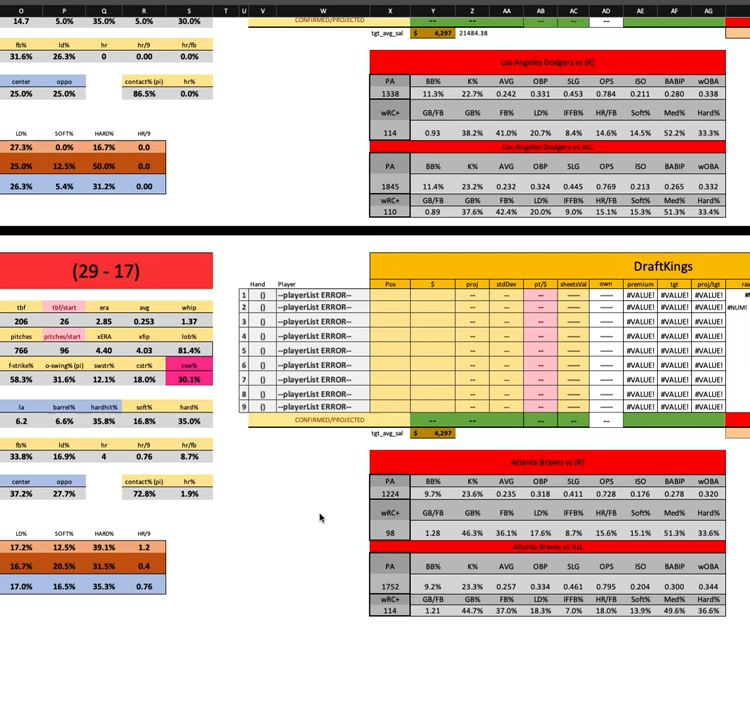 O P Q R S T U V W X Y Z AA AB AC AD AE AF AG
14.7 5.0% 35.0% 5.0% 30.0% CONFIRMED/PROJECTED -- -- -- -- --
tgt_avg_sal $ 4,297 21484.38
fb% ld% hr hr/9 hr/fb
31.6% 26.3% 0 0.00 0.0%
Los Angeles Dodgers vs (R)
center oppo contact% (pi) hr%
25.0% 25.0% 86.5% 0.0%
PA BB% K% AVG OBP SLG OPS ISO BABIP wOBA
1338 11.3% 22.7% 0.242 0.331 0.453 0.784 0.211 0.280 0.338
wRC+ GB/FB GB% FB% LD% IFFB% HR/FB Soft% Med% Hard%
114 0.93 38.2% 41.0% 20.7% 8.4% 14.6% 14.5% 52.2% 33.3%
LD% SOFT% HARD% HR/9
27.3% 0.0% 16.7% 0.0
25.0% 12.5% 50.0% 0.0
26.3% 5.4% 31.2% 0.00
Los Angeles Dodgers vs ALL
PA BB% K% AVG OBP SLG OPS ISO BABIP wOBA
1845 11.4% 23.2% 0.232 0.324 0.445 0.769 0.213 0.265 0.332
wRC+ GB/FB GB% FB% LD% IFFB% HR/FB Soft% Med% Hard%
110 0.89 37.6% 42.4% 20.0% 9.0% 15.1% 15.3% 51.3% 33.4%
(29 - 17)
DraftKings
Hand Player Pos $ proj stdDev pt/$ sheetsVal own premium tgt proj/tgt
1 () --playerList ERROR-- -- -- -- ----- ----- #VALUE! #VALUE! #VALUE!
2 () --playerList ERROR-- -- -- -- ----- ----- #VALUE! #VALUE! #VALUE! #NUM!
3 () --playerList ERROR-- -- -- -- ----- ----- #VALUE! #VALUE! #VALUE!
4 () --playerList ERROR-- -- -- -- ----- ----- #VALUE! #VALUE! #VALUE!
5 () --playerList ERROR-- -- -- -- ----- ----- #VALUE! #VALUE! #VALUE!
6 () --playerList ERROR-- -- -- -- ----- ----- #VALUE! #VALUE! #VALUE!
7 () --playerList ERROR-- -- -- -- ----- ----- #VALUE! #VALUE! #VALUE!
8 () --playerList ERROR-- -- -- -- ----- ----- #VALUE! #VALUE! #VALUE!
9 () --playerList ERROR-- -- -- -- ----- ----- #VALUE! #VALUE! #VALUE!
CONFIRMED/PROJECTED -- -- -- -- --
tgt_avg_sal $ 4,297
tbf tbf/start era avg whip
206 26 2.85 0.253 1.37
pitches pitches/start xERA xfip lob%
766 96 4.40 4.03 81.4%
f-strike% o-swing% (pi) swstr% cstr% csw%
58.3% 31.6% 12.1% 18.0% 30.1%
la barrel% hardhit% soft% hard%
6.2 6.6% 35.8% 16.8% 35.0%
fb% ld% hr hr/9 hr/fb
33.8% 16.9% 4 0.76 8.7%
center oppo contact% (pi) hr%
37.2% 27.7% 72.8% 1.9%
LD% SOFT% HARD% HR/9
17.2% 12.5% 39.1% 1.2
16.7% 20.5% 31.5% 0.4
17.0% 16.5% 35.3% 0.76
Atlanta Braves vs (R)
PA BB% K% AVG OBP SLG OPS ISO BABIP wOBA
1224 9.7% 23.6% 0.235 0.318 0.411 0.728 0.176 0.278 0.320
wRC+ GB/FB GB% FB% LD% IFFB% HR/FB Soft% Med% Hard%
98 1.28 46.3% 36.1% 17.6% 8.7% 15.6% 15.1% 51.3% 33.6%
Atlanta Braves vs ALL
PA BB% K% AVG OBP SLG OPS ISO BABIP wOBA
1752 9.2% 23.3% 0.257 0.334 0.461 0.795 0.204 0.300 0.344
wRC+ GB/FB GB% FB% LD% IFFB% HR/FB Soft% Med% Hard%
114 1.21 44.7% 37.0% 18.3% 7.0% 18.0% 13.9% 49.6% 36.6%